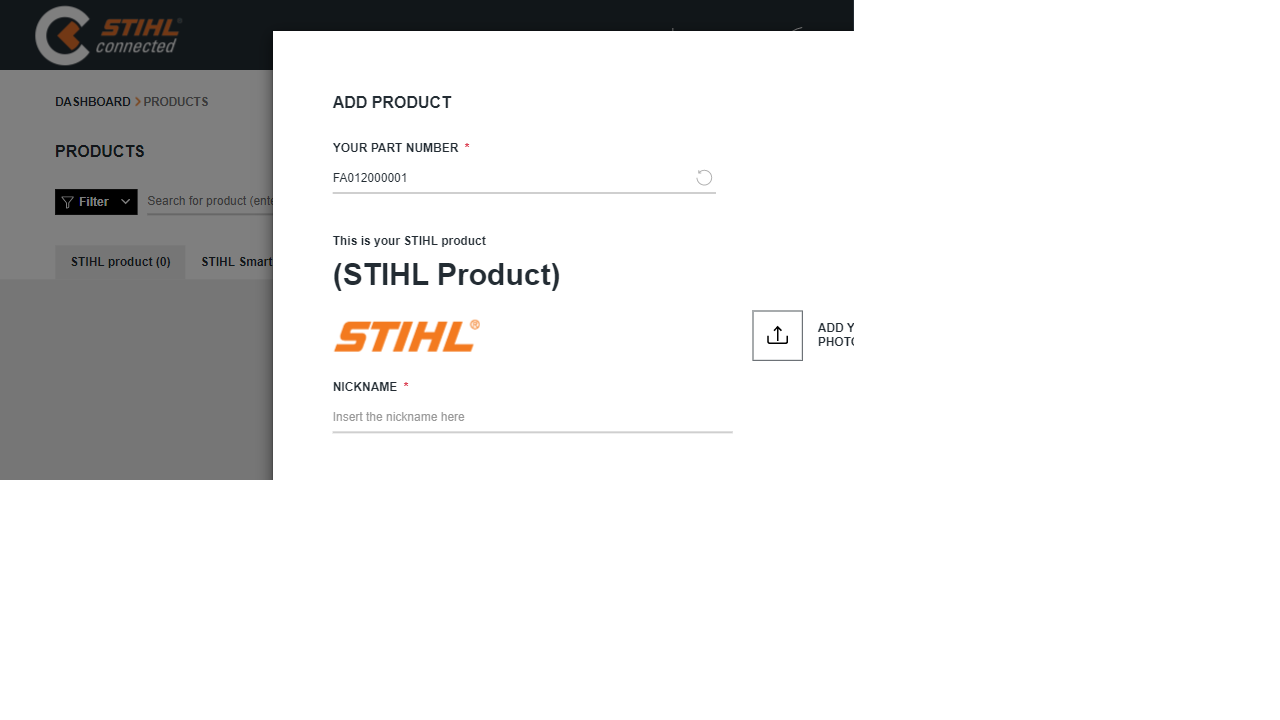 STIHL
connected
DASHBOARD PRODUCTS
PRODUCTS
Filter
Search for product (ente
STIHL product (0)
STIHL Smart
ADD PRODUCT
YOUR PART NUMBER *
FA012000001
This is your STIHL product
(STIHL Product)
STIHL®
ADD Y
PHOTO
NICKNAME *
Insert the nickname here